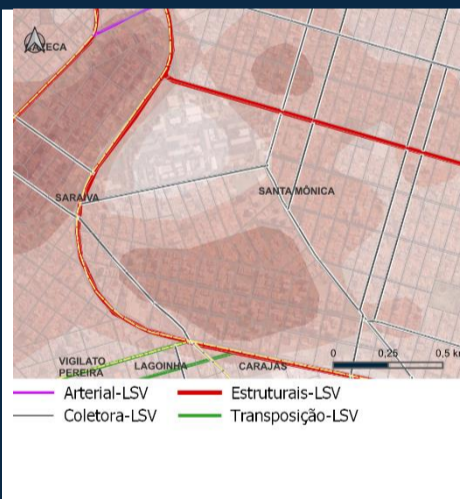 SARAIVA
SANTA MÔNICA
VIGILATO
PEREIRA
LAGOINHA
CARAJÁS
0 0,25 0,5 k
Arterial-LSV
Estruturais-LSV
Coletora-LSV
Transposição-LSV